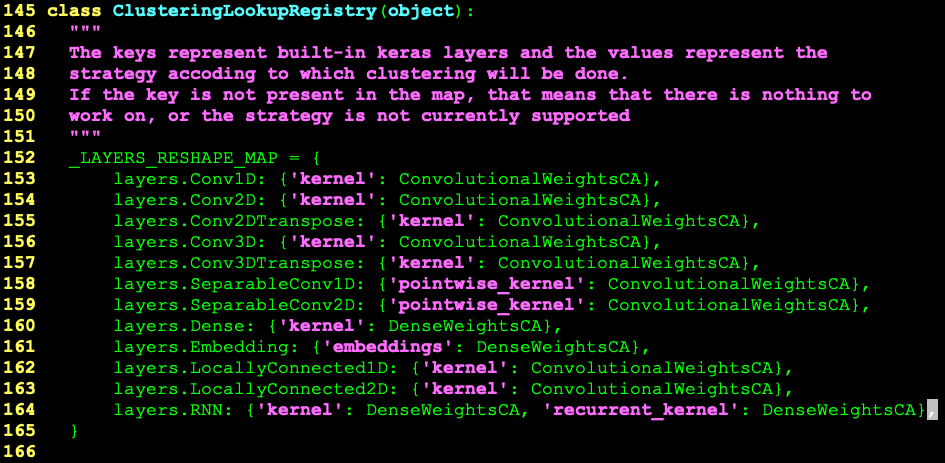 145 class ClusteringLookupRegistry(object):
146   """
147   The keys represent built-in keras layers and the values represent the
148   strategy accoding to which clustering will be done.
149   If the key is not present in the map, that means that there is nothing to
150   work on, or the strategy is not currently supported
151   """
152   _LAYERS_RESHAPE_MAP = {
153       layers.Conv1D: {'kernel': ConvolutionalWeightsCA},
154       layers.Conv2D: {'kernel': ConvolutionalWeightsCA},
155       layers.Conv2DTranspose: {'kernel': ConvolutionalWeightsCA},
156       layers.Conv3D: {'kernel': ConvolutionalWeightsCA},
157       layers.Conv3DTranspose: {'kernel': ConvolutionalWeightsCA},
158       layers.SeparableConv1D: {'pointwise_kernel': ConvolutionalWeightsCA},
159       layers.SeparableConv2D: {'pointwise_kernel': ConvolutionalWeightsCA},
160       layers.Dense: {'kernel': DenseWeightsCA},
161       layers.Embedding: {'embeddings': DenseWeightsCA},
162       layers.LocallyConnected1D: {'kernel': ConvolutionalWeightsCA},
163       layers.LocallyConnected2D: {'kernel': ConvolutionalWeightsCA},
164       layers.RNN: {'kernel': DenseWeightsCA, 'recurrent_kernel': DenseWeightsCA},
165   }
166